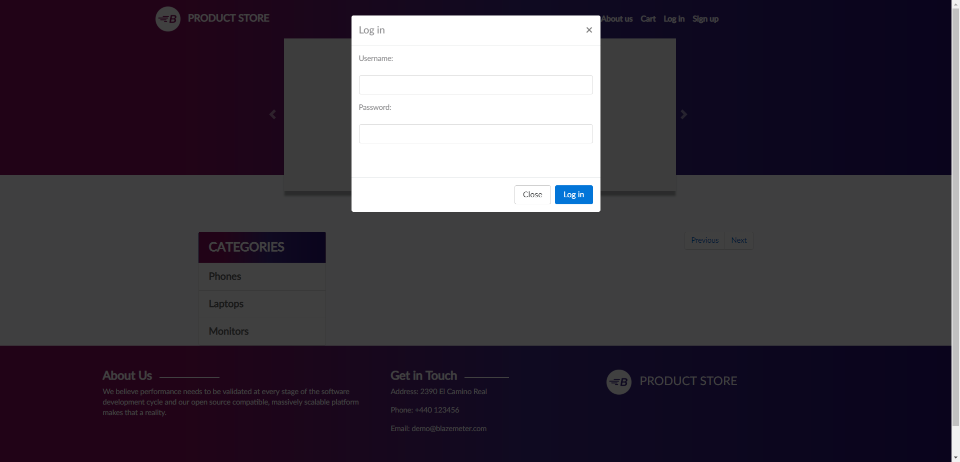 B PRODUCT STORE
About us Cart Log in Sign up
Log in ×
Username:
Password:
Close Log in
CATEGORIES
Phones
Laptops
Monitors
Previous Next
About Us
We believe performance needs to be validated at every stage of the software
development cycle and our open source compatible, massively scalable platform
makes that a reality.
Get in Touch
Address: 2390 El Camino Real
Phone: +440 123456
Email: demo@blazemeter.com
B PRODUCT STORE